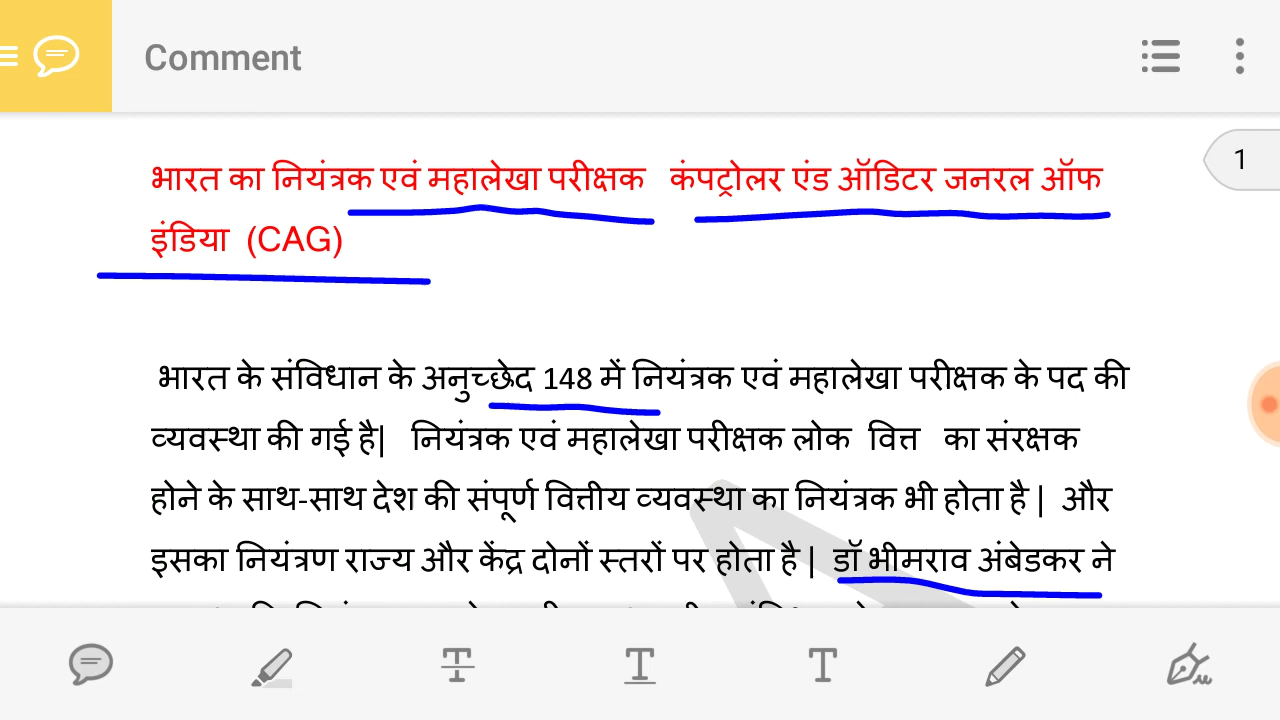 Comment
1
भारत का नियंत्रक एवं महालेखा परीक्षक कंपट्रोलर एंड ऑडिटर जनरल ऑफ
इंडिया (CAG)
भारत के संविधान के अनुच्छेद 148 में नियंत्रक एवं महालेखा परीक्षक के पद की
व्यवस्था की गई है| नियंत्रक एवं महालेखा परीक्षक लोक वित्त का संरक्षक
होने के साथ-साथ देश की संपूर्ण वित्तीय व्यवस्था का नियंत्रक भी होता है | और
इसका नियंत्रण राज्य और केंद्र दोनों स्तरों पर होता है | डॉ भीमराव अंबेडकर ने